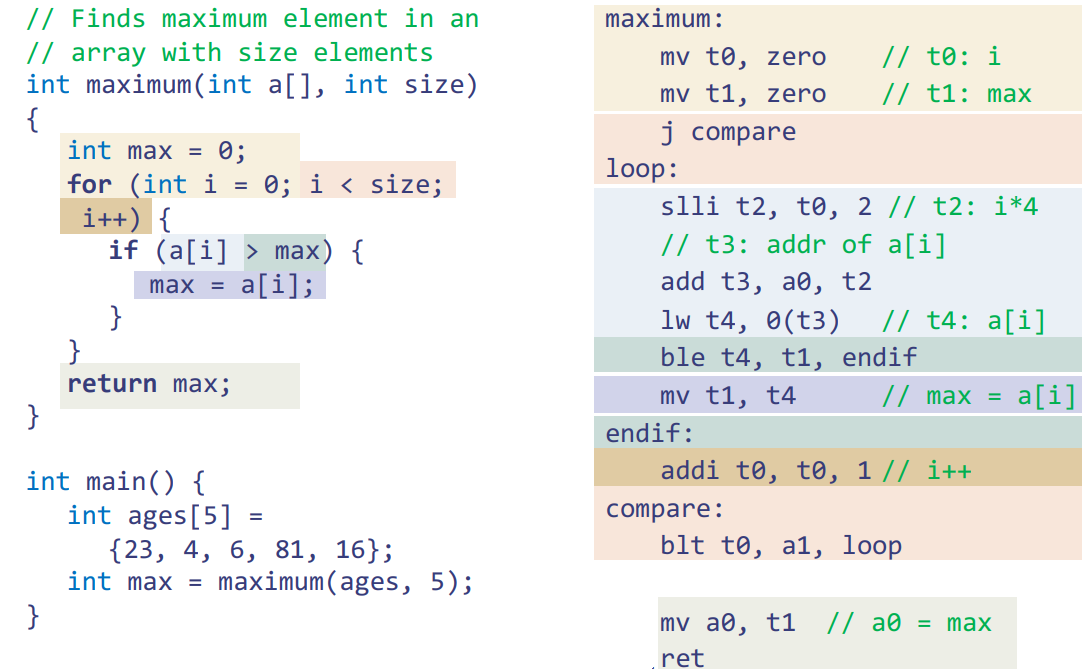 // Finds maximum element in an
// array with size elements
int maximum(int a[], int size)
{
int max = 0;
for (int i = 0; i < size;
i++) {
if (a[i] > max) {
max = a[i];
}
}
return max;
}
int main() {
int ages[5] =
{23, 4, 6, 81, 16};
int max = maximum(ages, 5);
}
maximum:
mv t0, zero // t0: i
mv t1, zero // t1: max
j compare
loop:
slli t2, t0, 2 // t2: i*4
// t3: addr of a[i]
add t3, a0, t2
lw t4, 0(t3) // t4: a[i]
ble t4, t1, endif
mv t1, t4 // max = a[i]
endif:
addi t0, t0, 1 // i++
compare:
blt t0, a1, loop
mv a0, t1 // a0 = max
ret